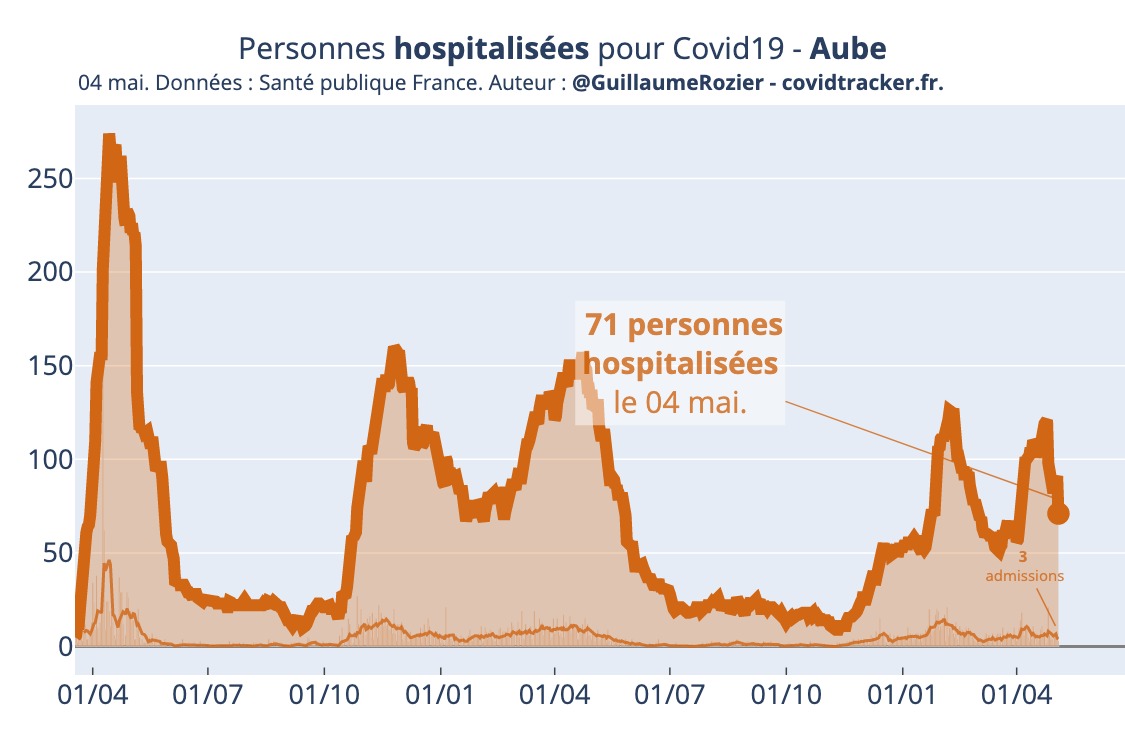 Personnes hospitalisées pour Covid19 - Aube
04 mai. Données : Santé publique France. Auteur : @GuillaumeRozier - covidtracker.fr.
250
200
150
100
50
0
71 personnes
hospitalisées
le 04 mai.
3
admissions
01/04 01/07 01/10 01/01 01/04 01/07 01/10 01/01 01/04